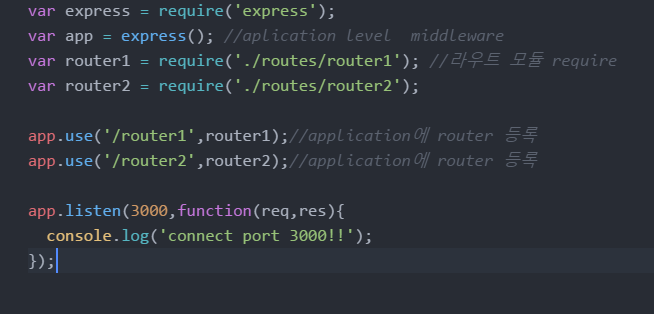 var express = require('express');
var app = express(); //aplication level  middleware
var router1 = require('./routes/router1'); //라우트 모듈 require
var router2 = require('./routes/router2');
app.use('/router1',router1);//application에 router 등록
app.use('/router2',router2);//application에 router 등록
app.listen(3000,function(req,res){
  console.log('connect port 3000!!');
});